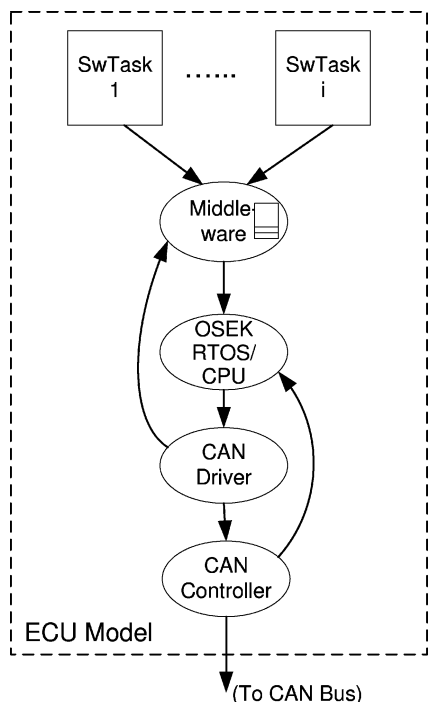 SwTask
1
......
SwTask
i
Middle-
ware
OSEK
RTOS/
CPU
CAN
Driver
CAN
Controller
ECU Model
(To CAN Bus)